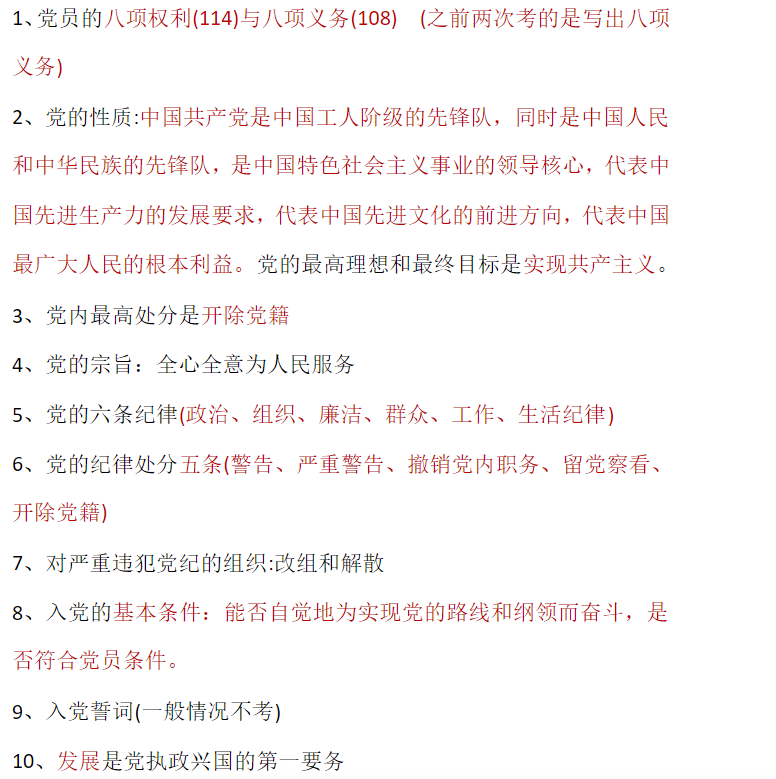 1、党员的八项权利(114)与八项义务(108) (之前两次考的是写出八项
义务)
2、党的性质:中国共产党是中国工人阶级的先锋队，同时是中国人民
和中华民族的先锋队，是中国特色社会主义事业的领导核心，代表中
国先进生产力的发展要求，代表中国先进文化的前进方向，代表中国
最广大人民的根本利益。党的最高理想和最终目标是实现共产主义。
3、党内最高处分是开除党籍
4、党的宗旨：全心全意为人民服务
5、党的六条纪律(政治、组织、廉洁、群众、工作、生活纪律)
6、党的纪律处分五条(警告、严重警告、撤销党内职务、留党察看、
开除党籍)
7、对严重违犯党纪的组织:改组和解散
8、入党的基本条件：能否自觉地为实现党的路线和纲领而奋斗，是
否符合党员条件。
9、入党誓词(一般情况不考)
10、发展是党执政兴国的第一要务